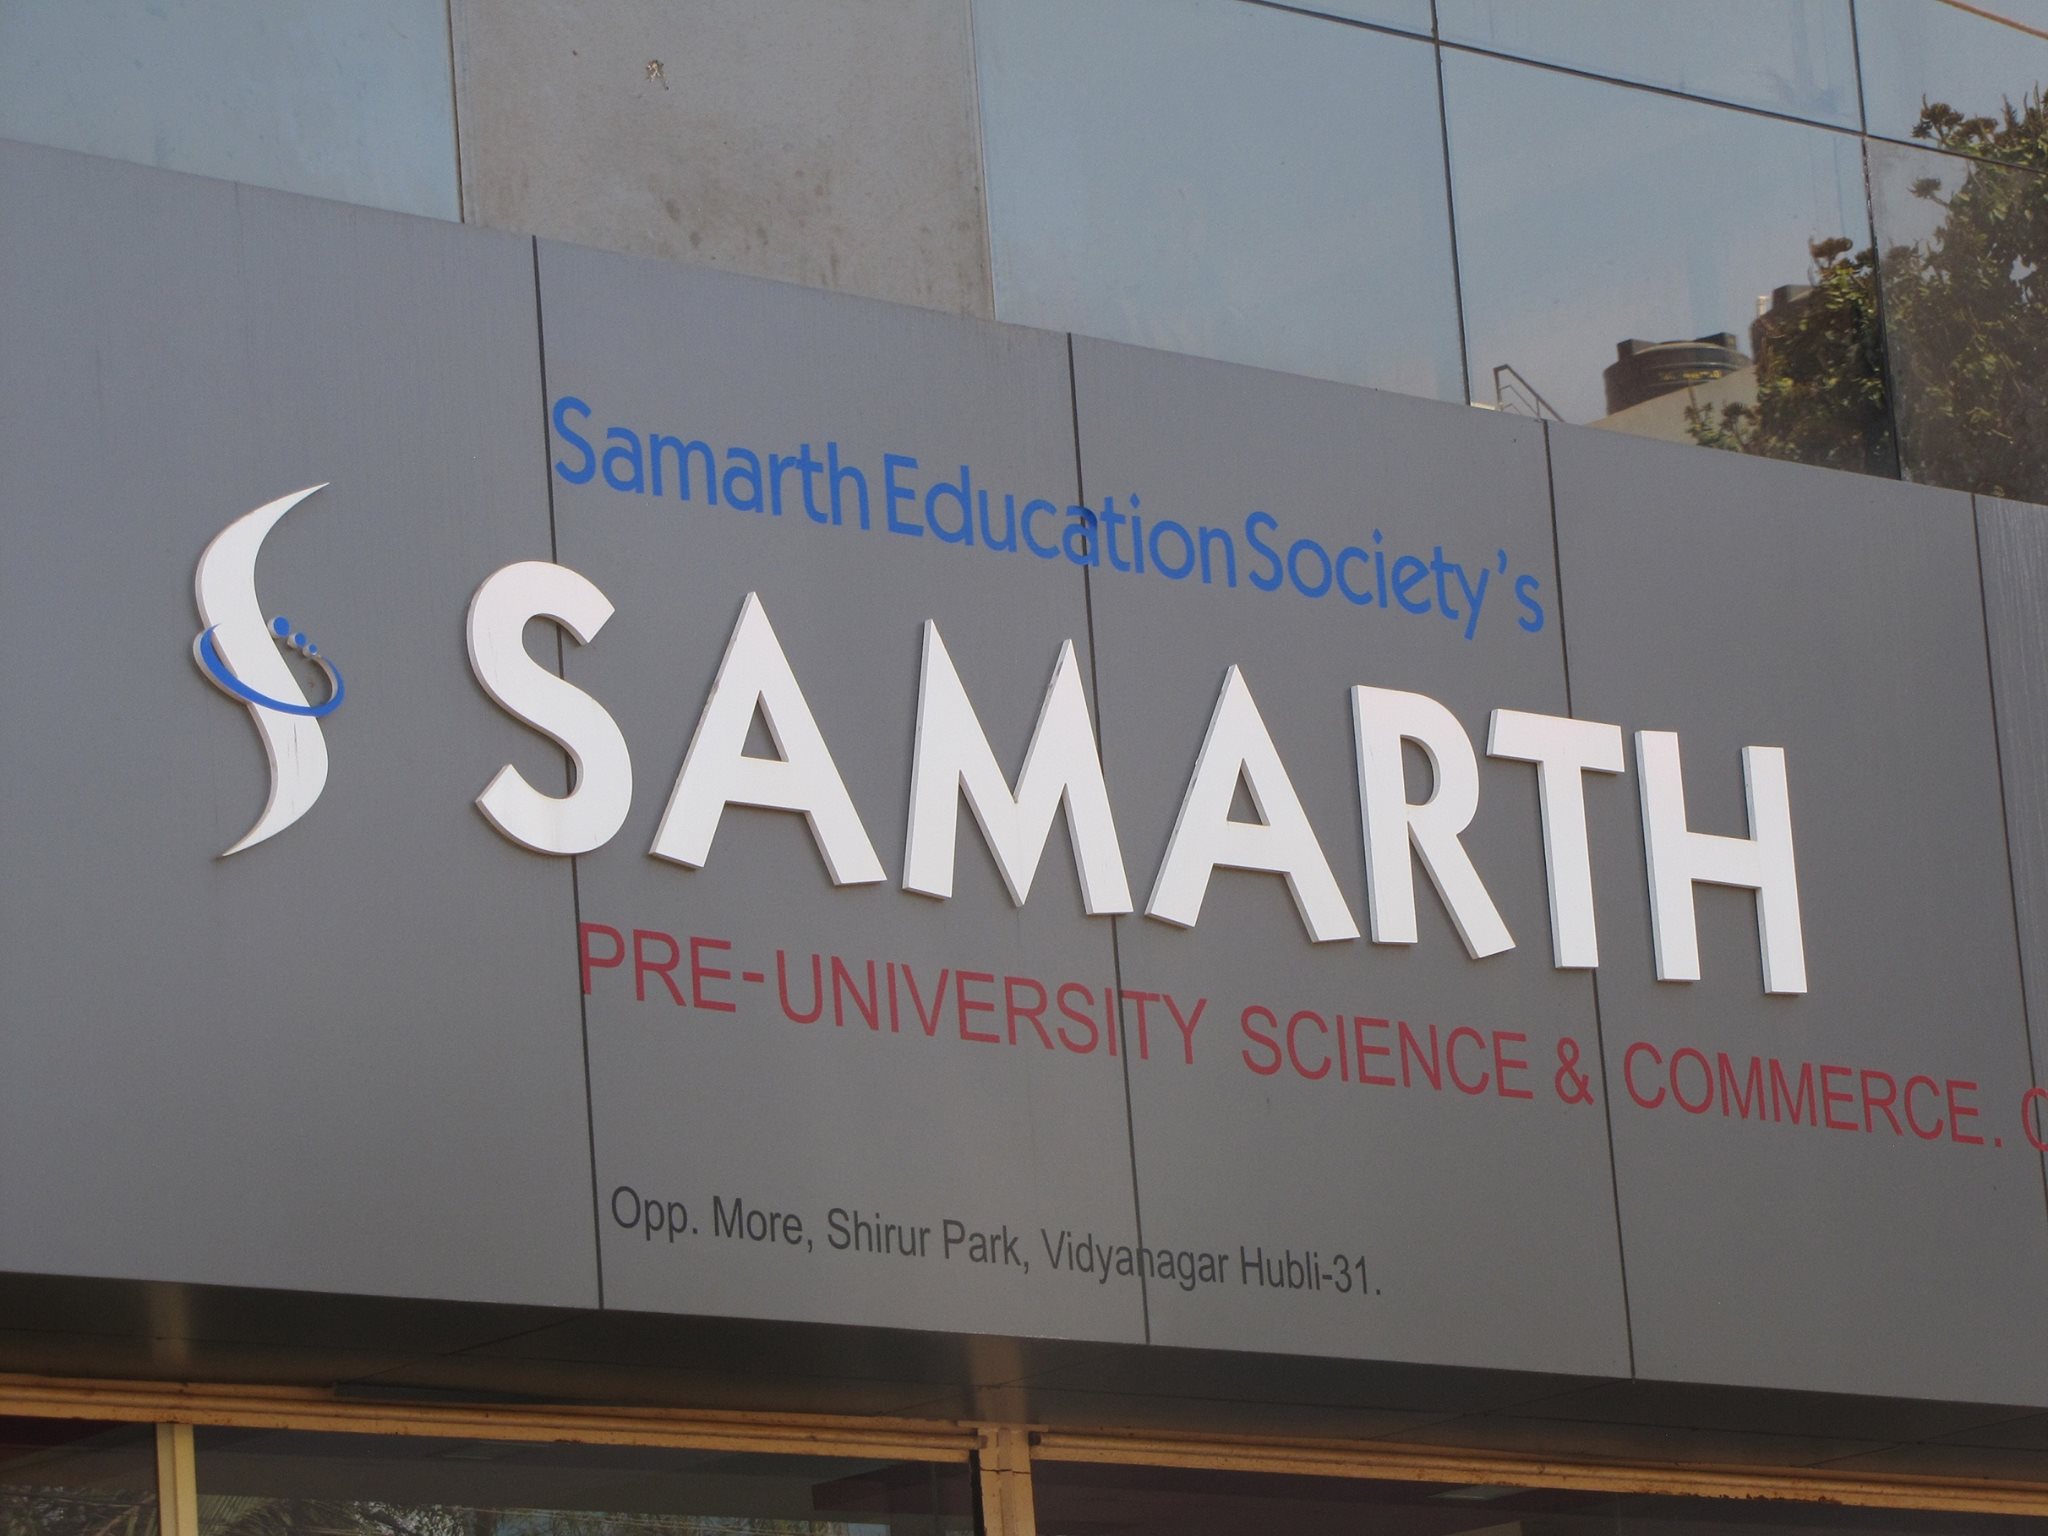 Samarth Education Society's
SAMARTH
PRE-UNIVERSITY SCIENCE & COMMERCE.
Opp. More, Shirur Park, Vidyanagar Hubli-31.